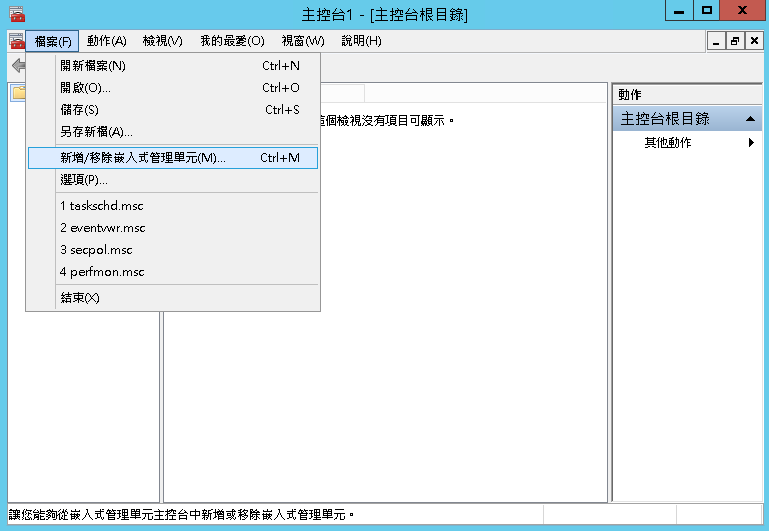 主控台1 - [主控台根目錄]
檔案(F) 動作(A) 檢視(V) 我的最愛(O) 視窗(W) 說明(H)
開新檔案(N) Ctrl+N
開啟(O)... Ctrl+O
儲存(S) Ctrl+S
另存新檔(A)...
新增/移除嵌入式管理單元(M)... Ctrl+M
選項(P)...
1 taskschd.msc
2 eventvwr.msc
3 secpol.msc
4 perfmon.msc
結束(X)
這個檢視沒有項目可顯示。
動作
主控台根目錄
其他動作
讓您能夠從嵌入式管理單元主控台中新增或移除嵌入式管理單元。